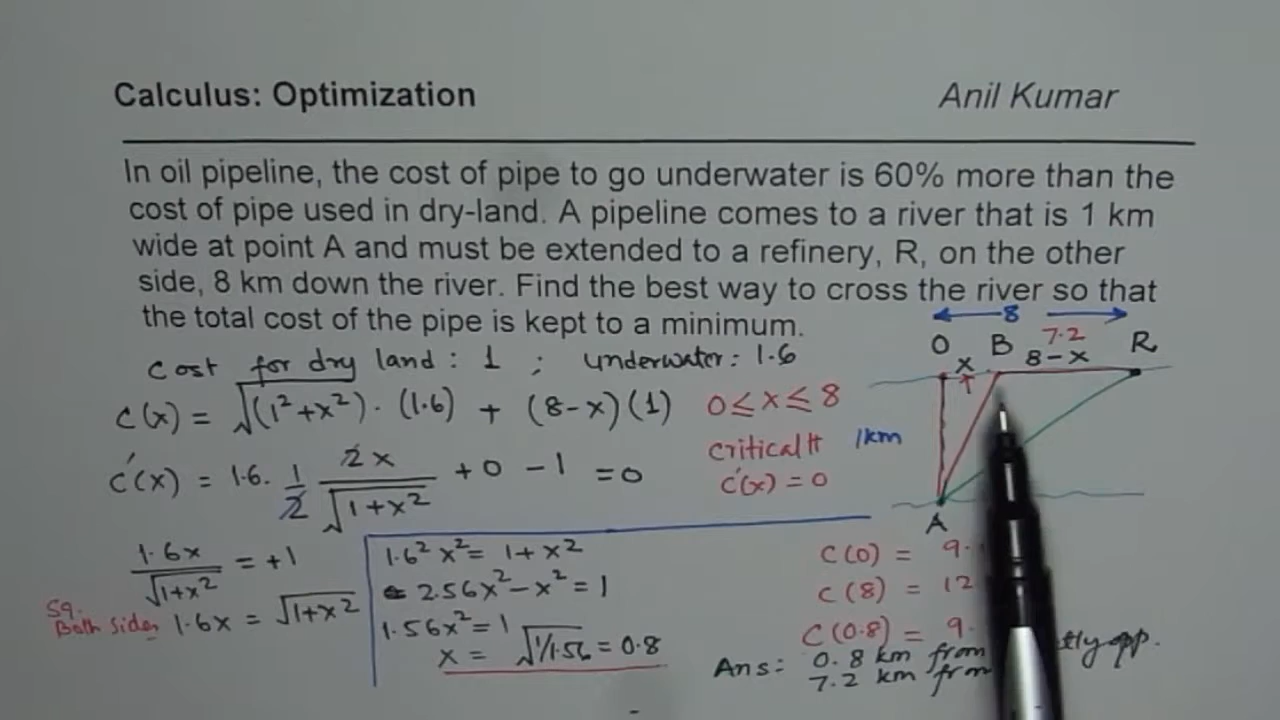 Calculus: Optimization
Anil Kumar
In oil pipeline, the cost of pipe to go underwater is 60% more than the
cost of pipe used in dry-land. A pipeline comes to a river that is 1 km
wide at point A and must be extended to a refinery, R, on the other
side, 8 km down the river. Find the best way to cross the river so that
the total cost of the pipe is kept to a minimum.
Cost for dry land : 1 ; underwater: 1.6
C(x) = √(1²+x²) · (1.6) + (8-x)(1) 0≤x≤8
C'(x) = 1.6 · 1/2 2x/√1+x² + 0 - 1 = 0
critical pt
C'(x) = 0
1.6x/√1+x² = +1
Sq.
Both Sides 1.6x = √1+x²
1.6² x² = 1+x²
2.56x² - x² = 1
1.56x² = 1
x = √1/1.56 = 0.8
8
O x B 7.2 R
8-x
1km
A
C(0) = 9.
C(8) = 12
C(0.8) = 9.
Ans: 0.8 km from opp.
7.2 km from